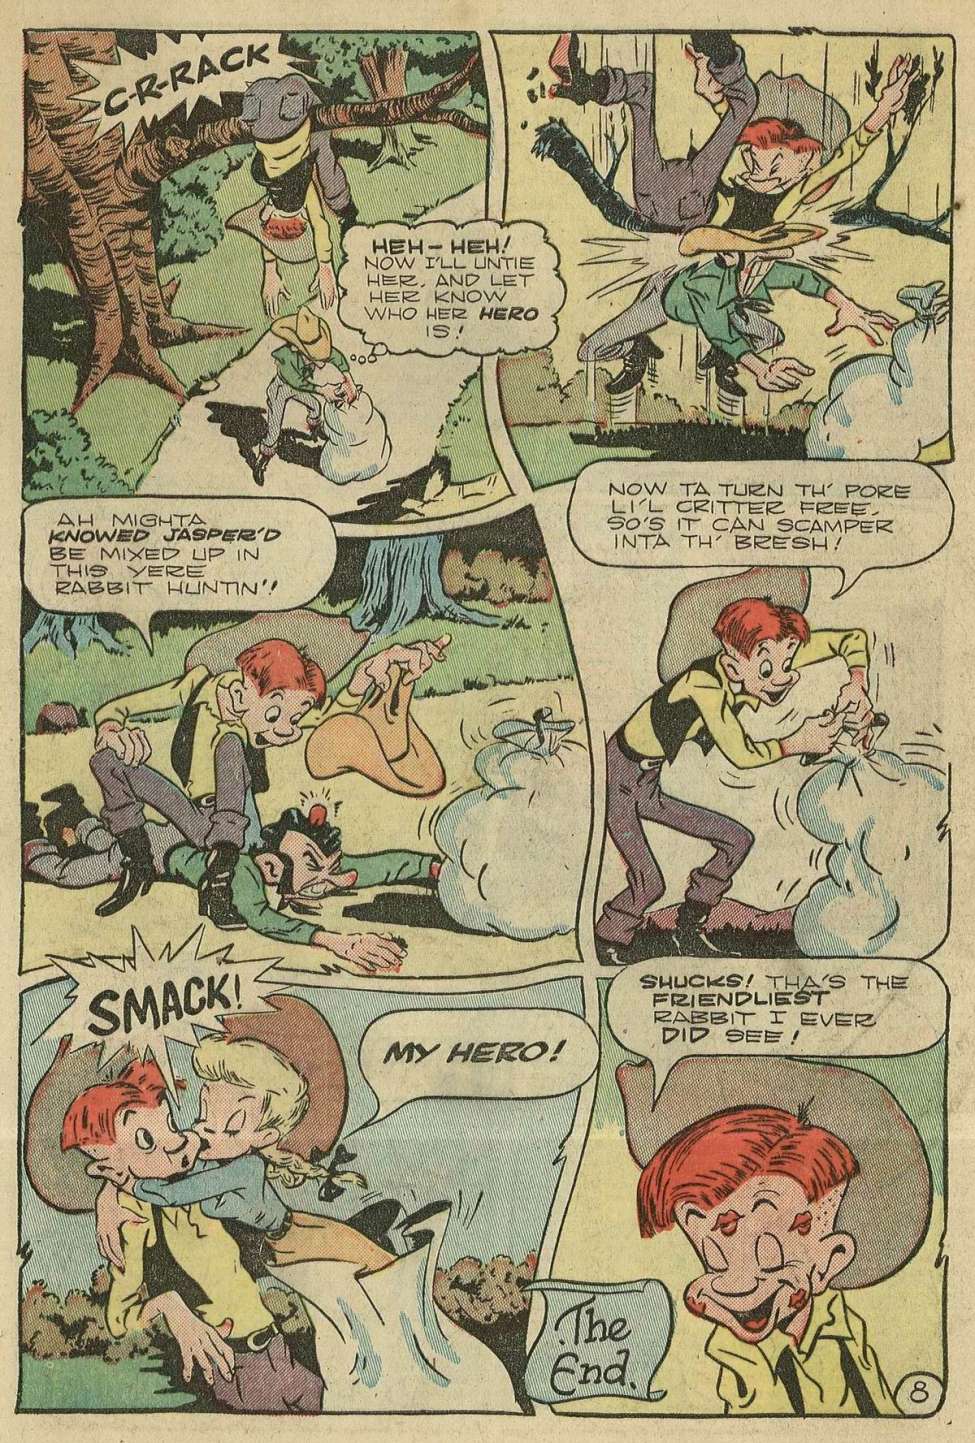 C-R-RACK
HEH-HEH!
NOW I'LL UNTIE
HER, AND LET
HER KNOW
WHO HER HERO
IS!
AH MIGHTA
KNOWED JASPER'D
BE MIXED UP IN
THIS YERE
RABBIT HUNTIN'!
NOW TA TURN TH' PORE
LI'L CRITTER FREE,
SO'S IT CAN SCAMPER
INTA TH' BRESH!
SMACK!
MY HERO!
SHUCKS! THA'S THE
FRIENDLIEST
RABBIT I EVER
DID SEE!
The
End.
8